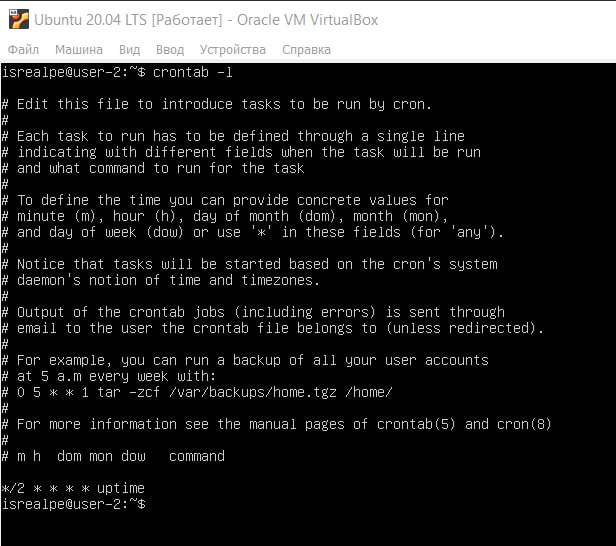 Ubuntu 20.04 LTS [Работает] - Oracle VM VirtualBox
Файл Машина Вид Ввод Устройства Справка
isrealpe@user-2:~$ crontab -l
# Edit this file to introduce tasks to be run by cron.
#
# Each task to run has to be defined through a single line
# indicating with different fields when the task will be run
# and what command to run for the task
#
# To define the time you can provide concrete values for
# minute (m), hour (h), day of month (dom), month (mon),
# and day of week (dow) or use '*' in these fields (for 'any').
#
# Notice that tasks will be started based on the cron's system
# daemon's notion of time and timezones.
#
# Output of the crontab jobs (including errors) is sent through
# email to the user the crontab file belongs to (unless redirected).
#
# For example, you can run a backup of all your user accounts
# at 5 a.m every week with:
# 0 5 * * 1 tar -zcf /var/backups/home.tgz /home/
#
# For more information see the manual pages of crontab(5) and cron(8)
#
# m h  dom mon dow   command
*/2 * * * * uptime
isrealpe@user-2:~$